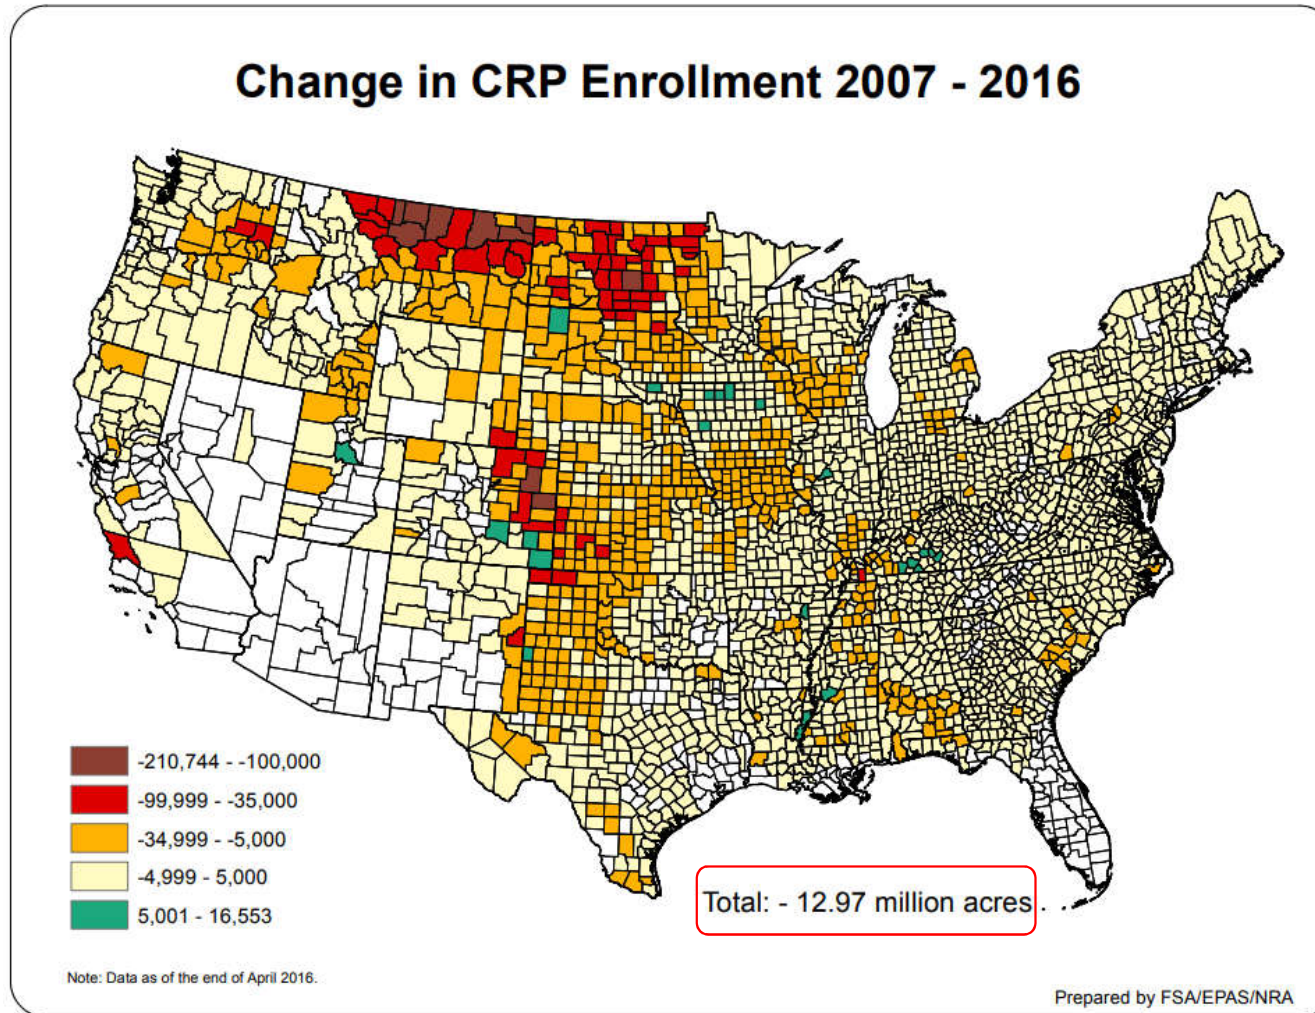 Change in CRP Enrollment 2007 - 2016
-210,744 - -100,000
-99,999 - -35,000
-34,999 - -5,000
-4,999 - 5,000
5,001 - 16,553
Total: - 12.97 million acres
Note: Data as of the end of April 2016.
Prepared by FSA/EPAS/NRA